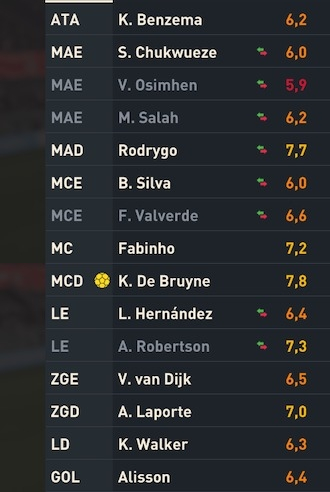 ATA K. Benzema 6,2
MAE S. Chukwueze 6,0
MAE V. Osimhen 5,9
MAE M. Salah 6,2
MAD Rodrygo 7,7
MCE B. Silva 6,0
MCE F. Valverde 6,6
MC Fabinho 7,2
MCD K. De Bruyne 7,8
LE L. Hernández 6,4
LE A. Robertson 7,3
ZGE V. van Dijk 6,5
ZGD A. Laporte 7,0
LD K. Walker 6,3
GOL Alisson 6,4